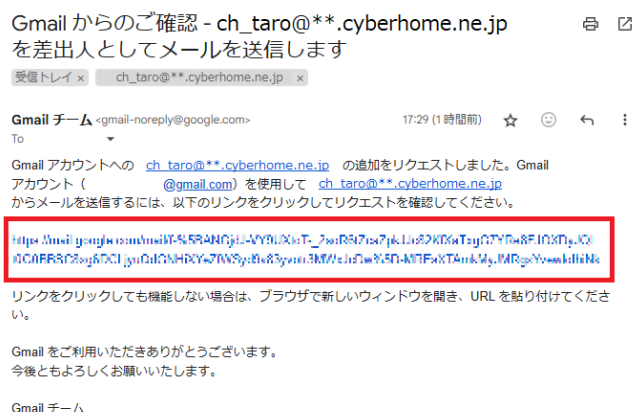 Gmail からのご確認 - ch_taro@**.cyberhome.ne.jp
を差出人としてメールを送信します
受信トレイ × ch_taro@**.cyberhome.ne.jp ×
Gmail チーム <gmail-noreply@google.com> 17:29 (1 時間前)
To
Gmail アカウントへの ch_taro@**.cyberhome.ne.jp の追加をリクエストしました。Gmail
アカウント（ @gmail.com）を使用して ch_taro@**.cyberhome.ne.jp
からメールを送信するには、以下のリンクをクリックしてリクエストを確認してください。
リンクをクリックしても機能しない場合は、ブラウザで新しいウィンドウを開き、URL を貼り付けてくださ
い。
Gmail をご利用いただきありがとうございます。
今後ともよろしくお願いいたします。
Gmail チーム